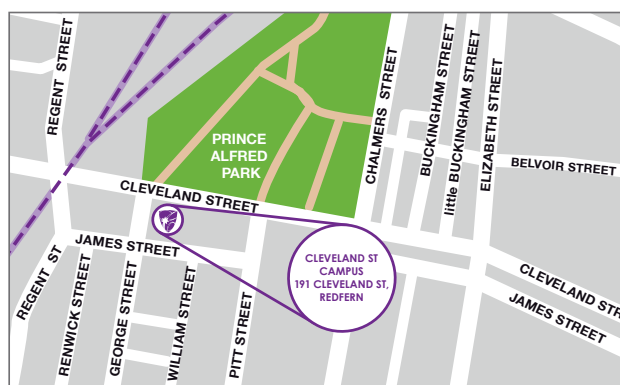 REGENT STREET
PRINCE
ALFRED
PARK
CHALMERS STREET
BUCKINGHAM STREET
little BUCKINGHAM STREET
ELIZABETH STREET
BELVOIR STREET
CLEVELAND STREET
JAMES STREET
REGENT ST
RENWICK STREET
GEORGE STREET
WILLIAM STREET
PITT STREET
CLEVELAND ST
CAMPUS
191 CLEVELAND ST,
REDFERN
CLEVELAND STR
JAMES STREET